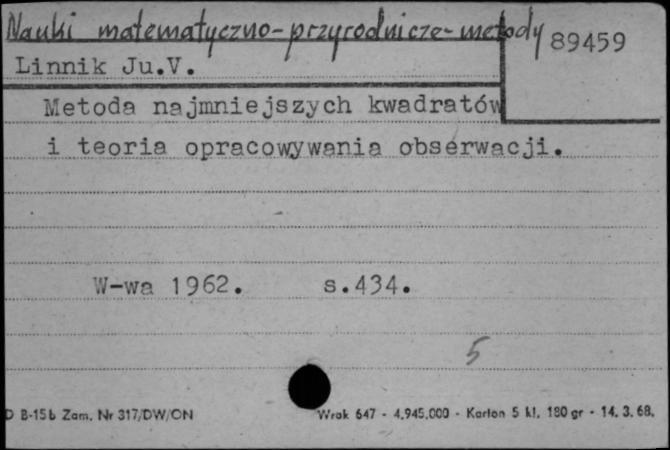 Nauki matematyczno-przyrodnicze-metody
89459
Linnik Ju.V.
Metoda najmniejszych kwadratów
i teoria opracowywania obserwacji.
W-wa 1962. s.434.
5
D B-15b Zam. Nr 317/DW/ON Wrak 647 - 4.945.000 - Karton 5 kl. 180 gr - 14. 3. 68.